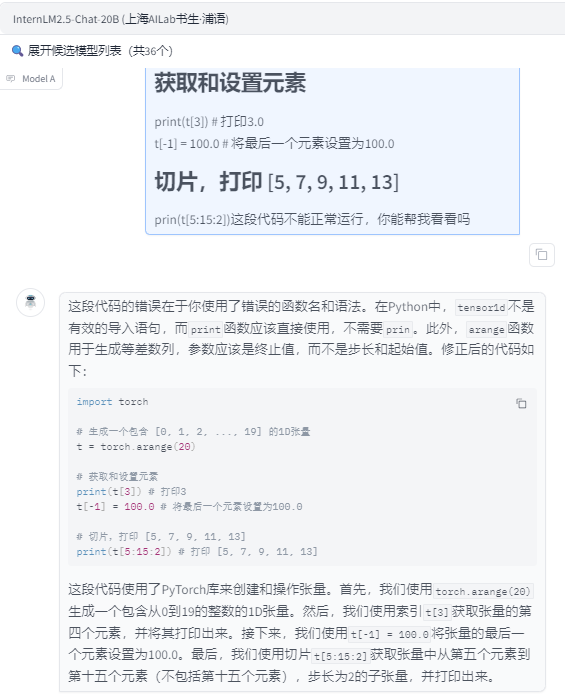 InternLM2.5-Chat-20B (上海AILab书生·浦语)
展开候选模型列表（共36个）
Model A
获取和设置元素
print(t[3]) # 打印3.0
t[-1] = 100.0 # 将最后一个元素设置为100.0
切片，打印 [5, 7, 9, 11, 13]
prin(t[5:15:2])这段代码不能正常运行，你能帮我看看吗
这段代码的错误在于你使用了错误的函数名和语法。在Python中，tensor1d不是
有效的导入语句，而print函数应该直接使用，不需要prin。此外，arange函数
用于生成等差数列，参数应该是终止值，而不是步长和起始值。修正后的代码如
下：
import torch
# 生成一个包含 [0, 1, 2, ..., 19] 的1D张量
t = torch.arange(20)
# 获取和设置元素
print(t[3]) # 打印3
t[-1] = 100.0 # 将最后一个元素设置为100.0
# 切片，打印 [5, 7, 9, 11, 13]
print(t[5:15:2]) # 打印 [5, 7, 9, 11, 13]
这段代码使用了PyTorch库来创建和操作张量。首先，我们使用torch.arange(20)
生成一个包含从0到19的整数的1D张量。然后，我们使用索引t[3]获取张量的第
四个元素，并将其打印出来。接下来，我们使用t[-1] = 100.0将张量的最后一
个元素设置为100.0。最后，我们使用切片t[5:15:2]获取张量中从第五个元素到
第十五个元素（不包括第十五个元素），步长为2的子张量，并打印出来。